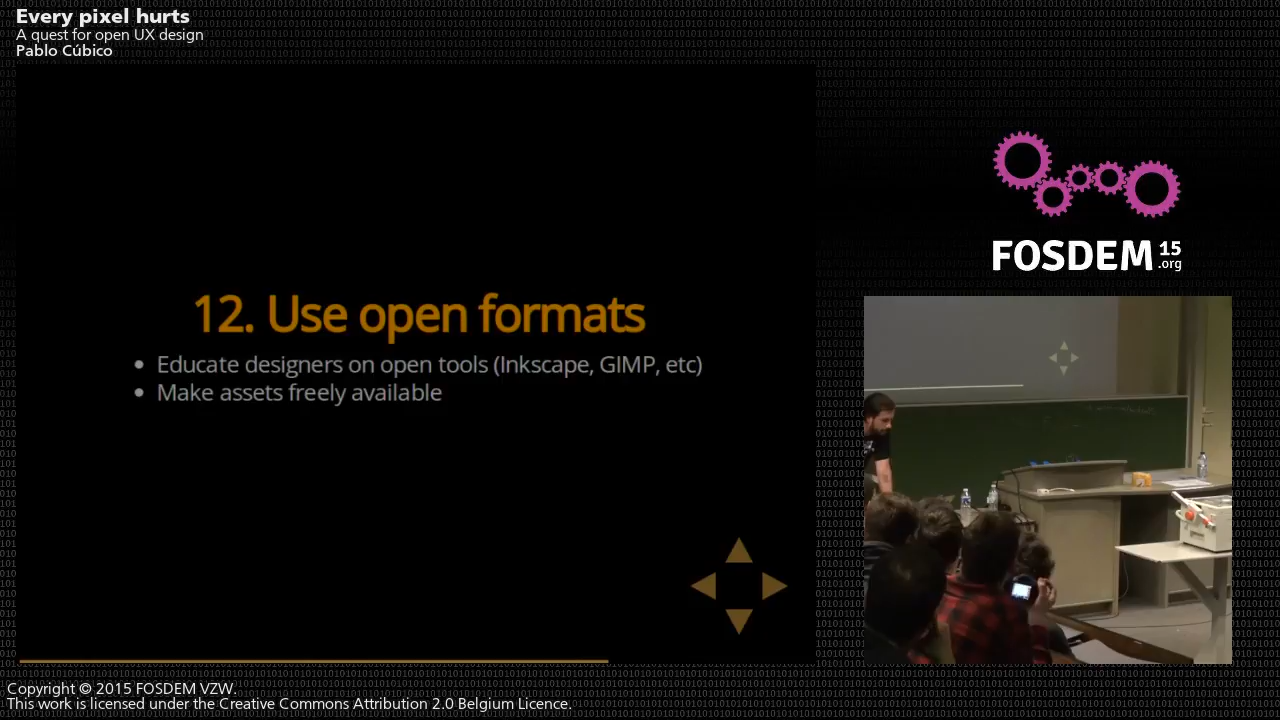 Every pixel hurts
A quest for open UX design
Pablo Cúbico
12. Use open formats
Educate designers on open tools (Inkscape, GIMP, etc)
Make assets freely available
FOSDEM 15
.org
Copyright © 2015 FOSDEM VZW.
This work is licensed under the Creative Commons Attribution 2.0 Belgium Licence.